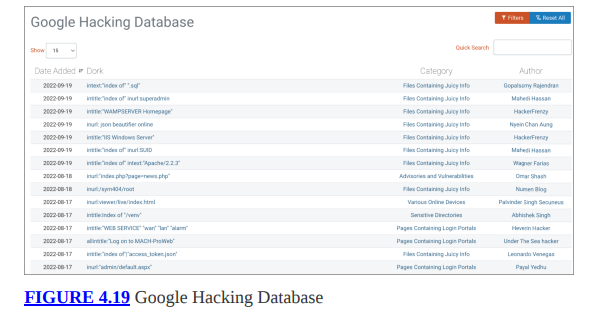 Google Hacking Database
Filters
Reset All
Show 15
Quick Search
Date Added Dork Category Author
2022-09-19 intext:"index of" ".sql" Files Containing Juicy Info Gopalsamy Rajendran
2022-09-19 intitle:"index of" inurl:superadmin Files Containing Juicy Info Mahedi Hassan
2022-09-19 intitle:"WAMPSERVER Homepage" Files Containing Juicy Info HackerFrenzy
2022-09-19 inurl: json beautifier online Files Containing Juicy Info Nyein Chan Aung
2022-09-19 intitle:"IIS Windows Server" Files Containing Juicy Info HackerFrenzy
2022-09-19 intitle:"index of" inurl:SUID Files Containing Juicy Info Mahedi Hassan
2022-09-19 intitle:"index of" intext:"Apache/2.2.3" Files Containing Juicy Info Wagner Farias
2022-08-18 inurl:"index.php?page=news.php" Advisories and Vulnerabilities Omar Shash
2022-08-18 inurl:/sym404/root Files Containing Juicy Info Numen Blog
2022-08-17 inurl:viewer/live/index.html Various Online Devices Palvinder Singh Secuneus
2022-08-17 intitle:Index of "/venv" Sensitive Directories Abhishek Singh
2022-08-17 intitle:"WEB SERVICE" "wan" "lan" "alarm" Pages Containing Login Portals Heverin Hacker
2022-08-17 allintitle:"Log on to MACH-ProWeb" Pages Containing Login Portals Under The Sea hacker
2022-08-17 intitle:"index of" "access_token.json" Files Containing Juicy Info Leonardo Venegas
2022-08-17 inurl:"admin/default.aspx" Pages Containing Login Portals Payal Yedhu
FIGURE 4.19 Google Hacking Database